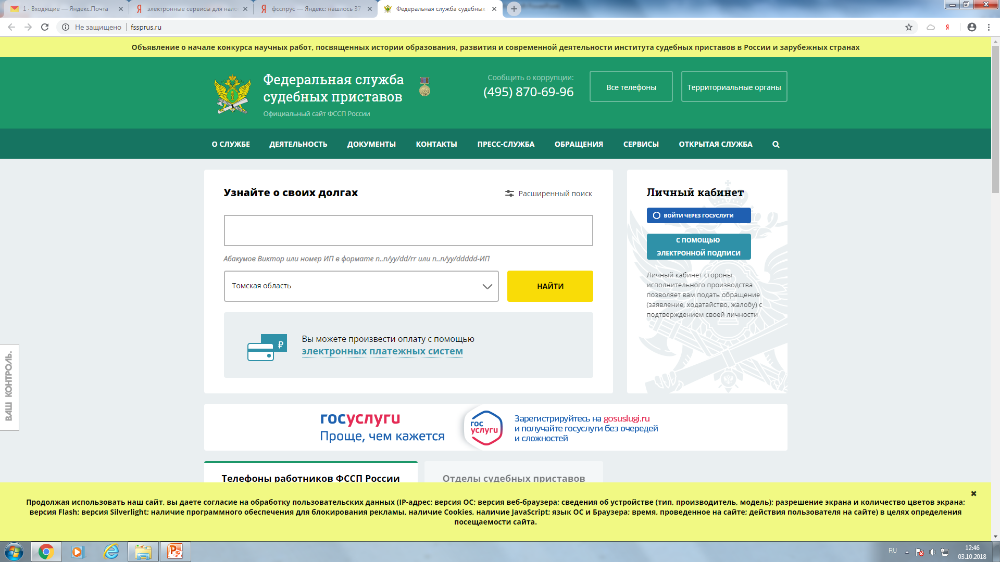 1 · Входящие — Яндекс.Почта
электронные сервисы для нало
фсспрус — Яндекс: нашлось 37
Федеральная служба судебных
Не защищено
fssprus.ru
Объявление о начале конкурса научных работ, посвященных истории образования, развития и современной деятельности института судебных приставов в России и зарубежных странах
Федеральная служба
судебных приставов
Официальный сайт ФССП России
Сообщить о коррупции:
(495) 870-69-96
Все телефоны
Территориальные органы
О СЛУЖБЕ
ДЕЯТЕЛЬНОСТЬ
ДОКУМЕНТЫ
КОНТАКТЫ
ПРЕСС-СЛУЖБА
ОБРАЩЕНИЯ
СЕРВИСЫ
ОТКРЫТАЯ СЛУЖБА
Узнайте о своих долгах
Расширенный поиск
Абакумов Виктор или номер ИП в формате n..n/yy/dd/rr или n..n/yy/ddddd-ИП
Томская область
НАЙТИ
Вы можете произвести оплату с помощью
электронных платежных систем
Личный кабинет
ВОЙТИ ЧЕРЕЗ ГОСУСЛУГИ
С ПОМОЩЬЮ
ЭЛЕКТРОННОЙ ПОДПИСИ
Личный кабинет стороны
исполнительного производства
позволяет вам подать обращение
(заявление, ходатайство, жалобу) с
подтверждением своей личности
ВАШ КОНТРОЛЬ.
госуслуги
Проще, чем кажется
гос
услуги
Зарегистрируйтесь на gosuslugi.ru
и получайте госуслуги без очередей
и сложностей
Телефоны работников ФССП России
Отделы судебных приставов
Продолжая использовать наш сайт, вы даете согласие на обработку пользовательских данных (IP-адрес; версия ОС; версия веб-браузера; сведения об устройстве (тип, производитель, модель); разрешение экрана и количество цветов экрана;
версия Flash; версия Silverlight; наличие программного обеспечения для блокирования рекламы, наличие Cookies, наличие JavaScript; язык ОС и Браузера; время, проведенное на сайте; действия пользователя на сайте) в целях определения
посещаемости сайта.
RU
12:46
03.10.2018